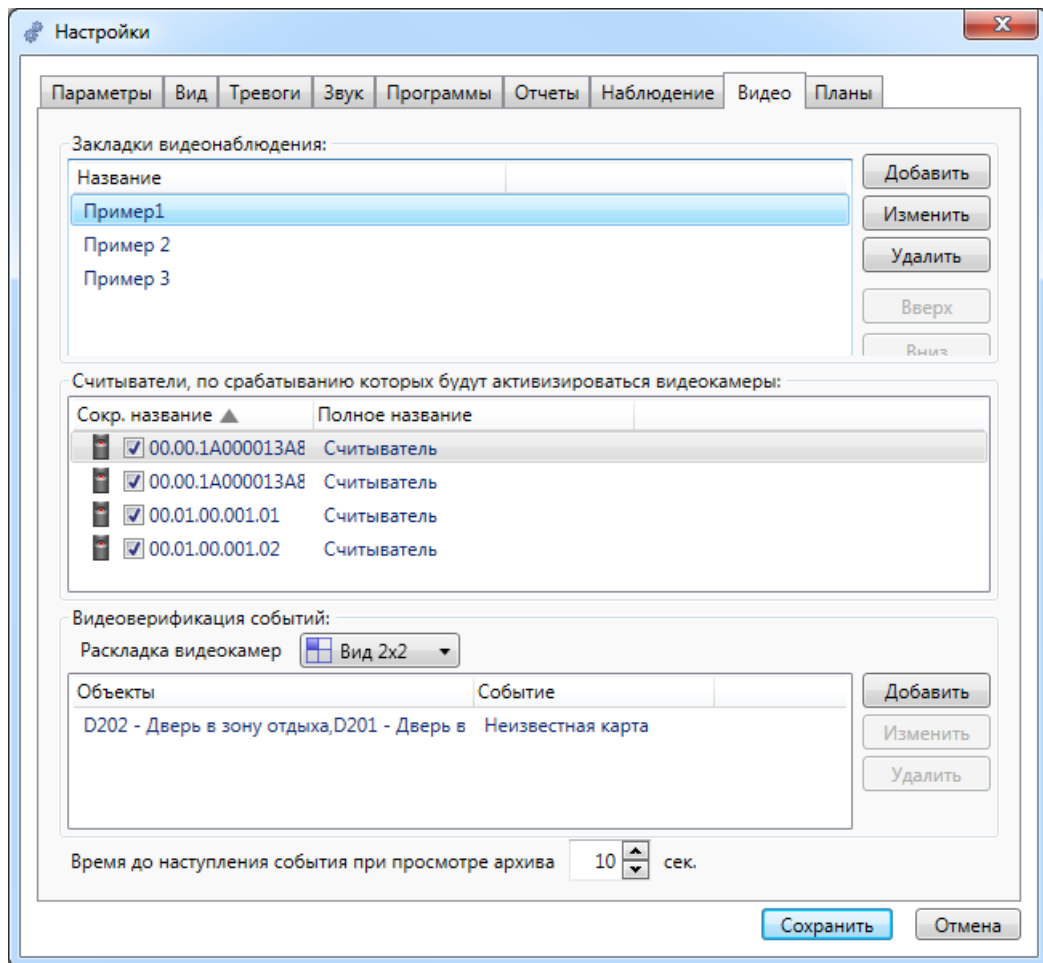 Настройки
Параметры Вид Тревоги Звук Программы Отчеты Наблюдение Видео Планы
Закладки видеонаблюдения:
Название
Добавить
Пример1
Изменить
Пример 2
Удалить
Пример 3
Вверх
Вниз
Считыватели, по срабатыванию которых будут активизироваться видеокамеры:
Сокр. название Полное название
00.00.1A000013A8 Считыватель
00.00.1A000013A8 Считыватель
00.01.00.001.01 Считыватель
00.01.00.001.02 Считыватель
Видеоверификация событий:
Раскладка видеокамер Вид 2x2
Объекты Событие
Добавить
D202 - Дверь в зону отдыха,D201 - Дверь в Неизвестная карта
Изменить
Удалить
Время до наступления события при просмотре архива 10 сек.
Сохранить Отмена